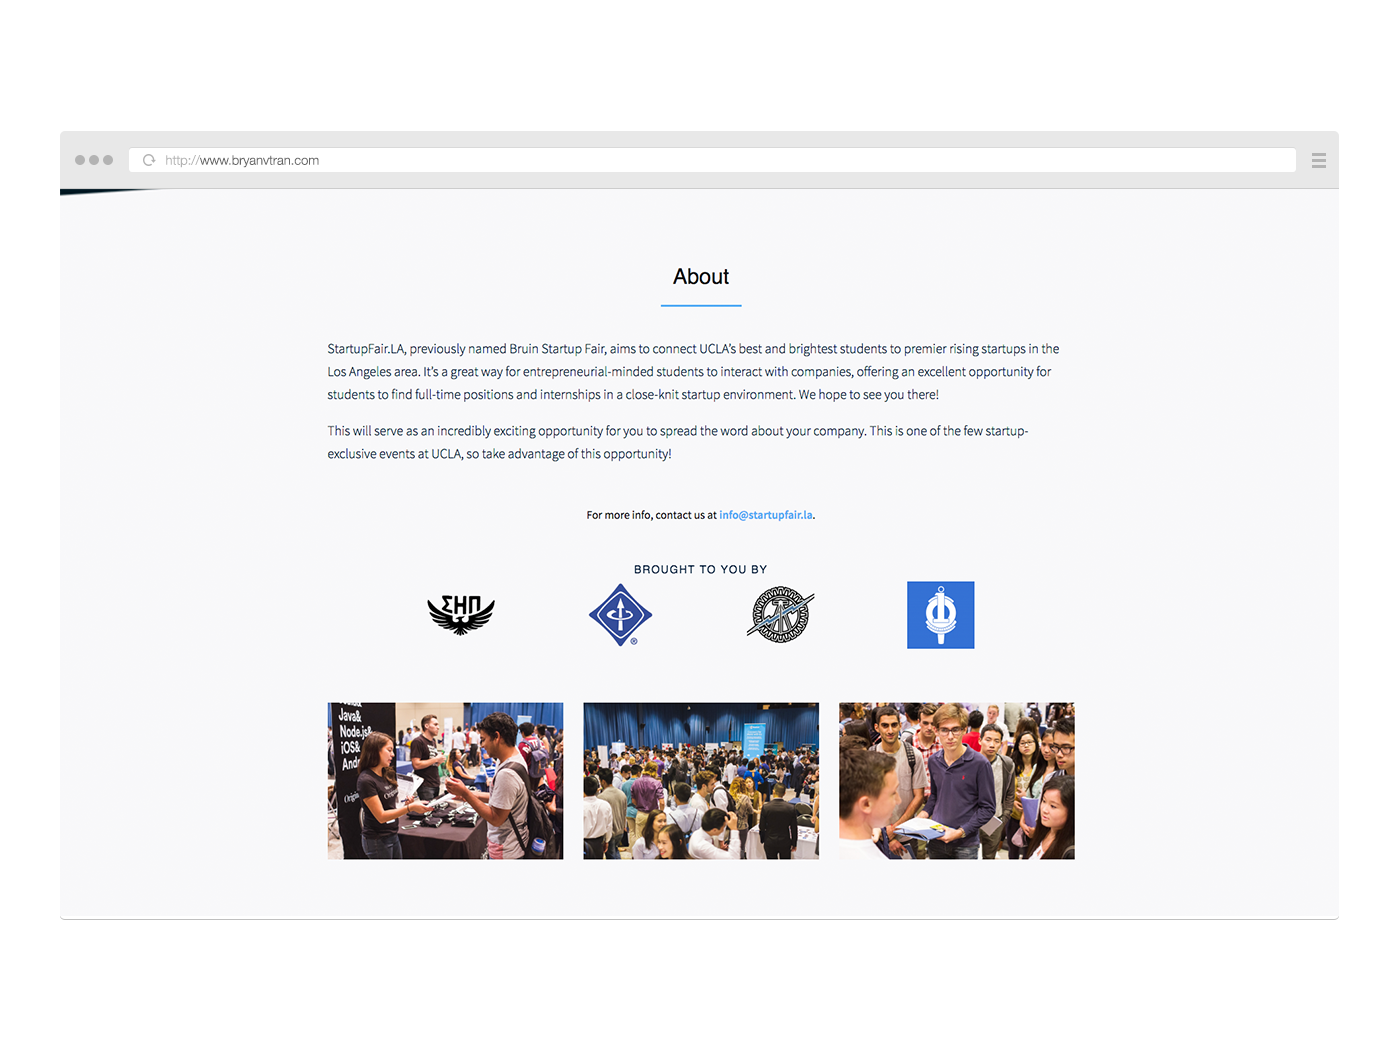 http://www.bryanvtran.com
About
StartupFair.LA, previously named Bruin Startup Fair, aims to connect UCLA's best and brightest students to premier rising startups in the
Los Angeles area. It's a great way for entrepreneurial-minded students to interact with companies, offering an excellent opportunity for
students to find full-time positions and internships in a close-knit startup environment. We hope to see you there!
This will serve as an incredibly exciting opportunity for you to spread the word about your company. This is one of the few startup-
exclusive events at UCLA, so take advantage of this opportunity!
For more info, contact us at info@startupfair.la.
BROUGHT TO YOU BY
ΣΗΠ
®
Java&
Node.js&
iOS&
Andr
Origin